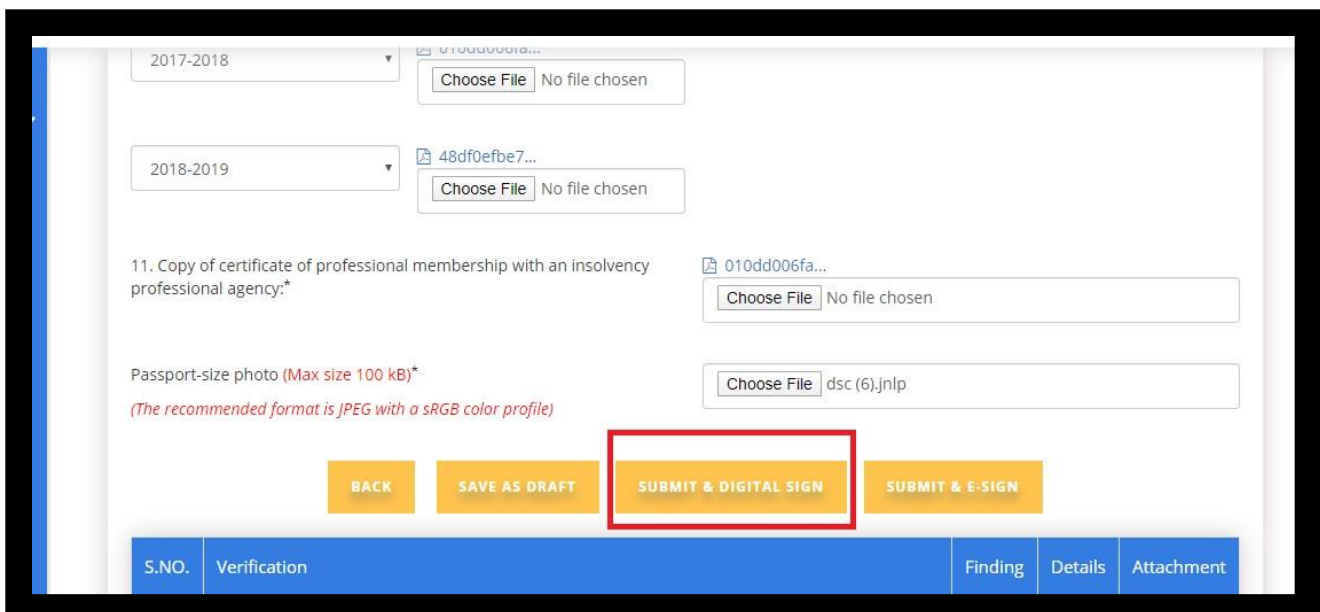 2017-2018
Choose File No file chosen
2018-2019
48df0efbe7...
Choose File No file chosen
11. Copy of certificate of professional membership with an insolvency
professional agency:*
010dd006fa...
Choose File No file chosen
Passport-size photo (Max size 100 kB)*
(The recommended format is JPEG with a sRGB color profile)
Choose File dsc (6).jnlp
BACK
SAVE AS DRAFT
SUBMIT & DIGITAL SIGN
SUBMIT & E-SIGN
S.NO. Verification Finding Details Attachment